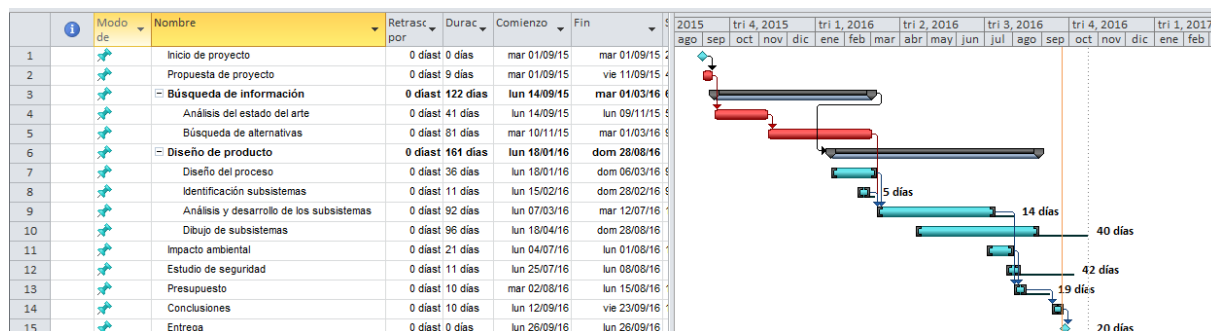 Modo de Nombre Retrasc por Durac Comienzo Fin S 2015 tri 4, 2015 tri 1, 2016 tri 2, 2016 tri 3, 2016 tri 4, 2016 tri 1, 2017
ago sep oct nov dic ene feb mar abr may jun jul ago sep oct nov dic ene feb
1 Inicio de proyecto 0 díast 0 días mar 01/09/15 mar 01/09/15 2
2 Propuesta de proyecto 0 díast 9 días mar 01/09/15 vie 11/09/15 4
3 Búsqueda de información 0 díast 122 días lun 14/09/15 mar 01/03/16 6
4 Análisis del estado del arte 0 díast 41 días lun 14/09/15 lun 09/11/15 5
5 Búsqueda de alternativas 0 díast 81 días mar 10/11/15 mar 01/03/16 9
6 Diseño de producto 0 díast 161 días lun 18/01/16 dom 28/08/16
7 Diseño del proceso 0 díast 36 días lun 18/01/16 dom 06/03/16 9
8 Identificación subsistemas 0 díast 11 días lun 15/02/16 dom 28/02/16 9 5 días
9 Análisis y desarrollo de los subsistemas 0 díast 92 días lun 07/03/16 mar 12/07/16 1 14 días
10 Dibujo de subsistemas 0 díast 96 días lun 18/04/16 dom 28/08/16 40 días
11 Impacto ambiental 0 díast 21 días lun 04/07/16 lun 01/08/16 1
12 Estudio de seguridad 0 díast 11 días lun 25/07/16 lun 08/08/16 42 días
13 Presupuesto 0 díast 10 días mar 02/08/16 lun 15/08/16 1 19 días
14 Conclusiones 0 díast 10 días lun 12/09/16 vie 23/09/16 1
15 Entrega 0 díast 0 días lun 26/09/16 lun 26/09/16 20 días